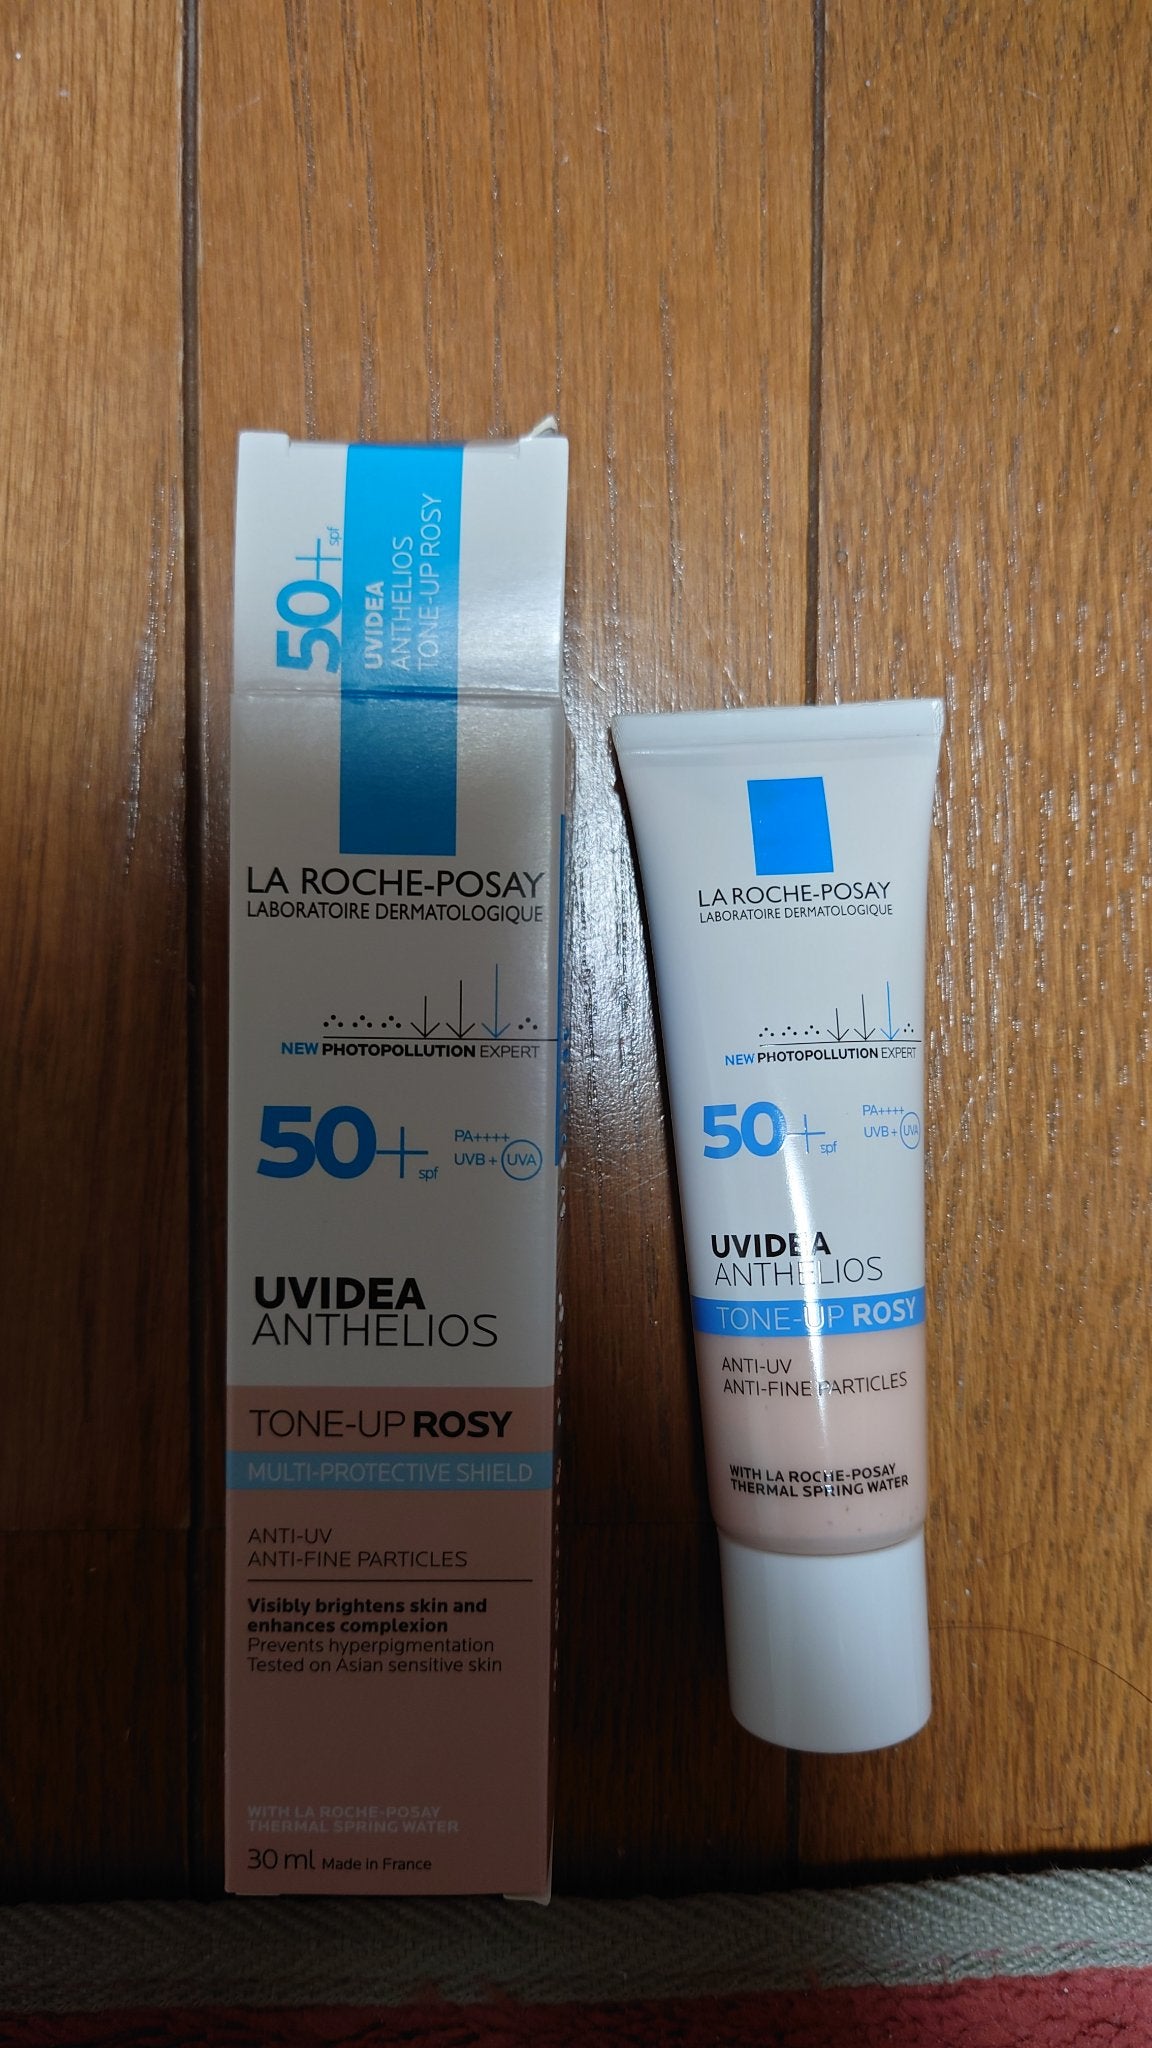 50+
spf
UVIDEA
ANTHELIOS
TONE-UP ROSY
LA ROCHE-POSAY
LABORATOIRE DERMATOLOGIQUE
NEW PHOTOPOLLUTION EXPERT
50+
spf
PA++++
UVB + UVA
UVIDEA
ANTHELIOS
TONE-UP ROSY
MULTI-PROTECTIVE SHIELD
ANTI-UV
ANTI-FINE PARTICLES
Visibly brightens skin and
enhances complexion
Prevents hyperpigmentation
Tested on Asian sensitive skin
WITH LA ROCHE-POSAY
THERMAL SPRING WATER
30 ml Made in France
LA ROCHE-POSAY
LABORATOIRE DERMATOLOGIQUE
NEW PHOTOPOLLUTION EXPERT
50+
spf
PA++++
UVB + UVA
UVIDEA
ANTHELIOS
TONE-UP ROSY
ANTI-UV
ANTI-FINE PARTICLES
WITH LA ROCHE-POSAY
THERMAL SPRING WATER